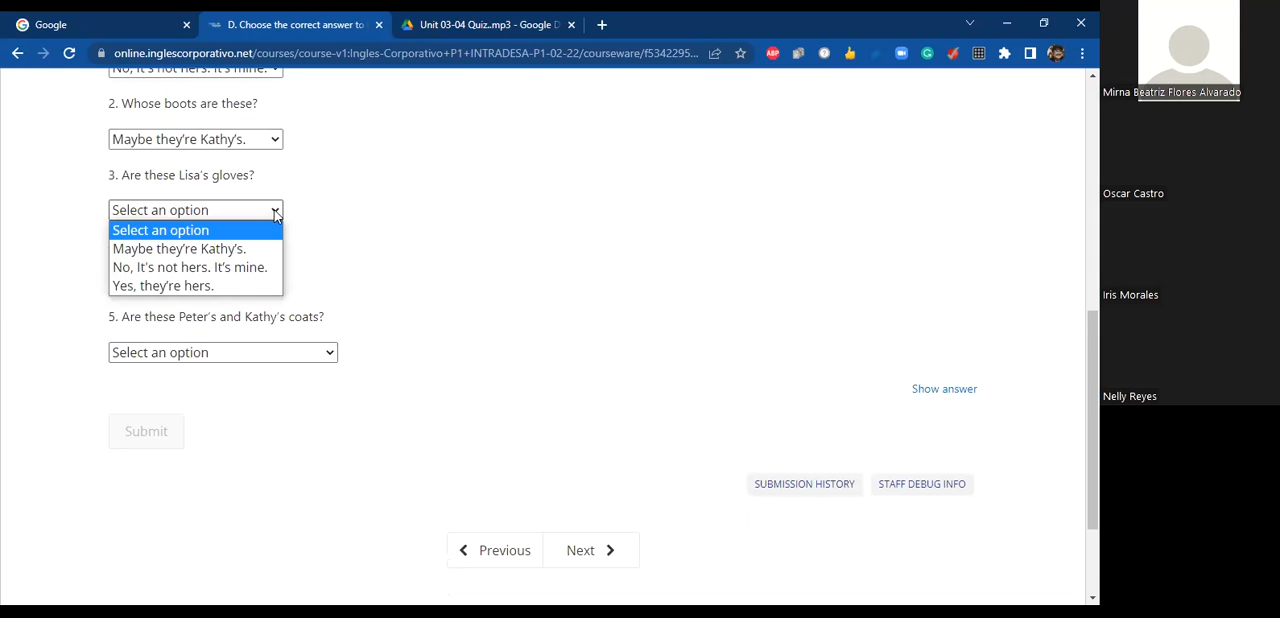 Google
D. Choose the correct answer to
Unit 03-04 Quiz.mp3 - Google D
online.inglescorporativo.net/courses/course-v1:Ingles-Corporativo+P1+INTRADESA-P1-02-22/courseware/f5342295...
ABP
No, It's not hers. It's mine.
2. Whose boots are these?
Maybe they're Kathy's.
3. Are these Lisa's gloves?
Select an option
Select an option
Maybe they're Kathy's.
No, It's not hers. It's mine.
Yes, they're hers.
5. Are these Peter's and Kathy's coats?
Select an option
Show answer
Submit
SUBMISSION HISTORY
STAFF DEBUG INFO
Previous
Next
Mirna Beatriz Flores Alvarado
Oscar Castro
Iris Morales
Nelly Reyes